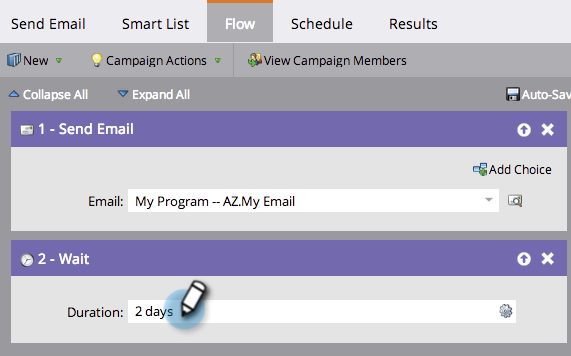 Send Email Smart List Flow Schedule Results
New Campaign Actions View Campaign Members
Collapse All Expand All Auto-Sav
1 - Send Email
Add Choice
Email: My Program -- AZ.My Email
2 - Wait
Duration: 2 days